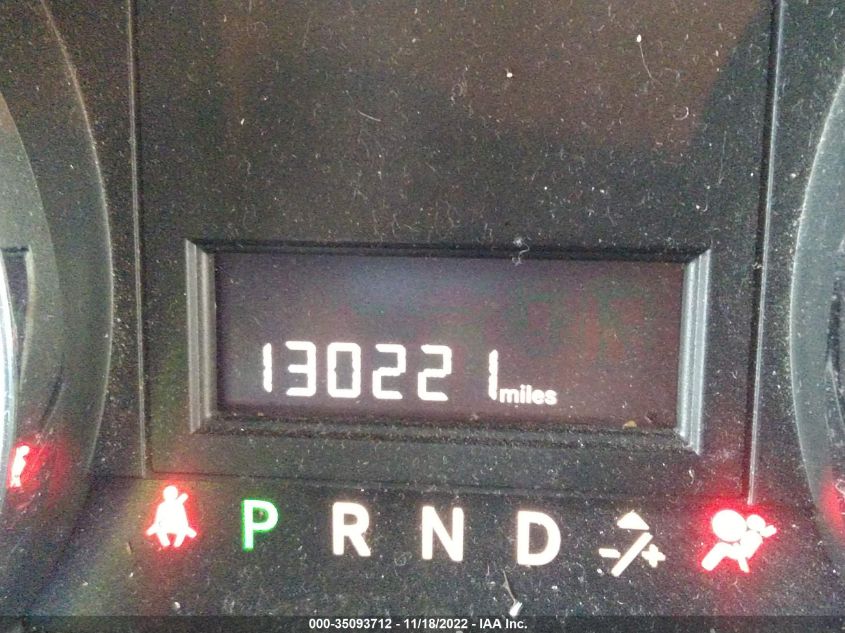 130221 miles
P R N D
000-35093712 - 11/18/2022 - IAA Inc.